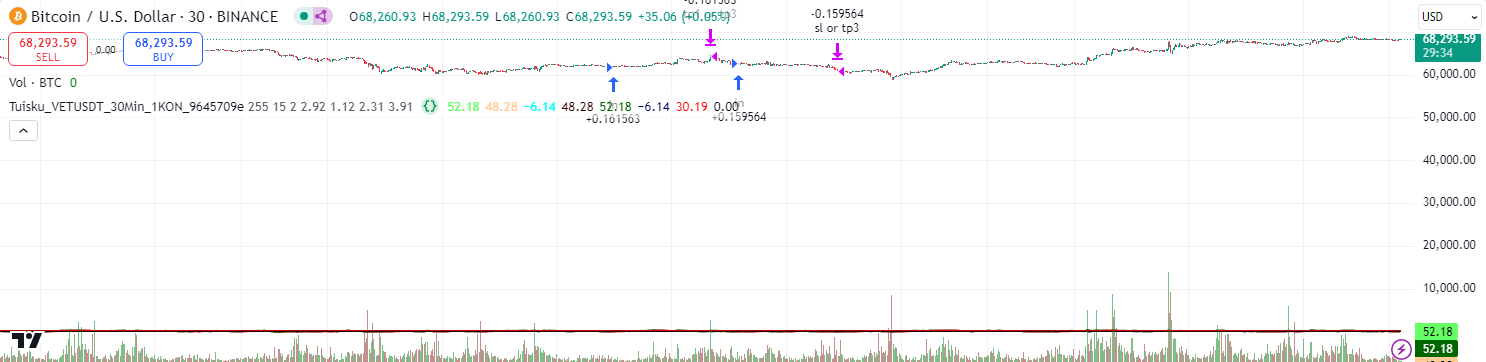 Bitcoin / U.S. Dollar · 30 · BINANCE O68,260.93 H68,293.59 L68,260.93 C68,293.59 +35.06 (+0.05%)
USD
68,293.59
SELL
0.00
68,293.59
BUY
-0.159564
sl or tp3
68,293.59
29:34
60,000.00
Vol · BTC 0
Tuisku_VETUSDT_30Min_1KON_9645709e 255 15 2 2.92 1.12 2.31 3.91 {} 52.18 48.28 −6.14 48.28 52.18 −6.14 30.19 0.00
+0.161563
+0.159564
50,000.00
40,000.00
30,000.00
20,000.00
10,000.00
52.18
52.18